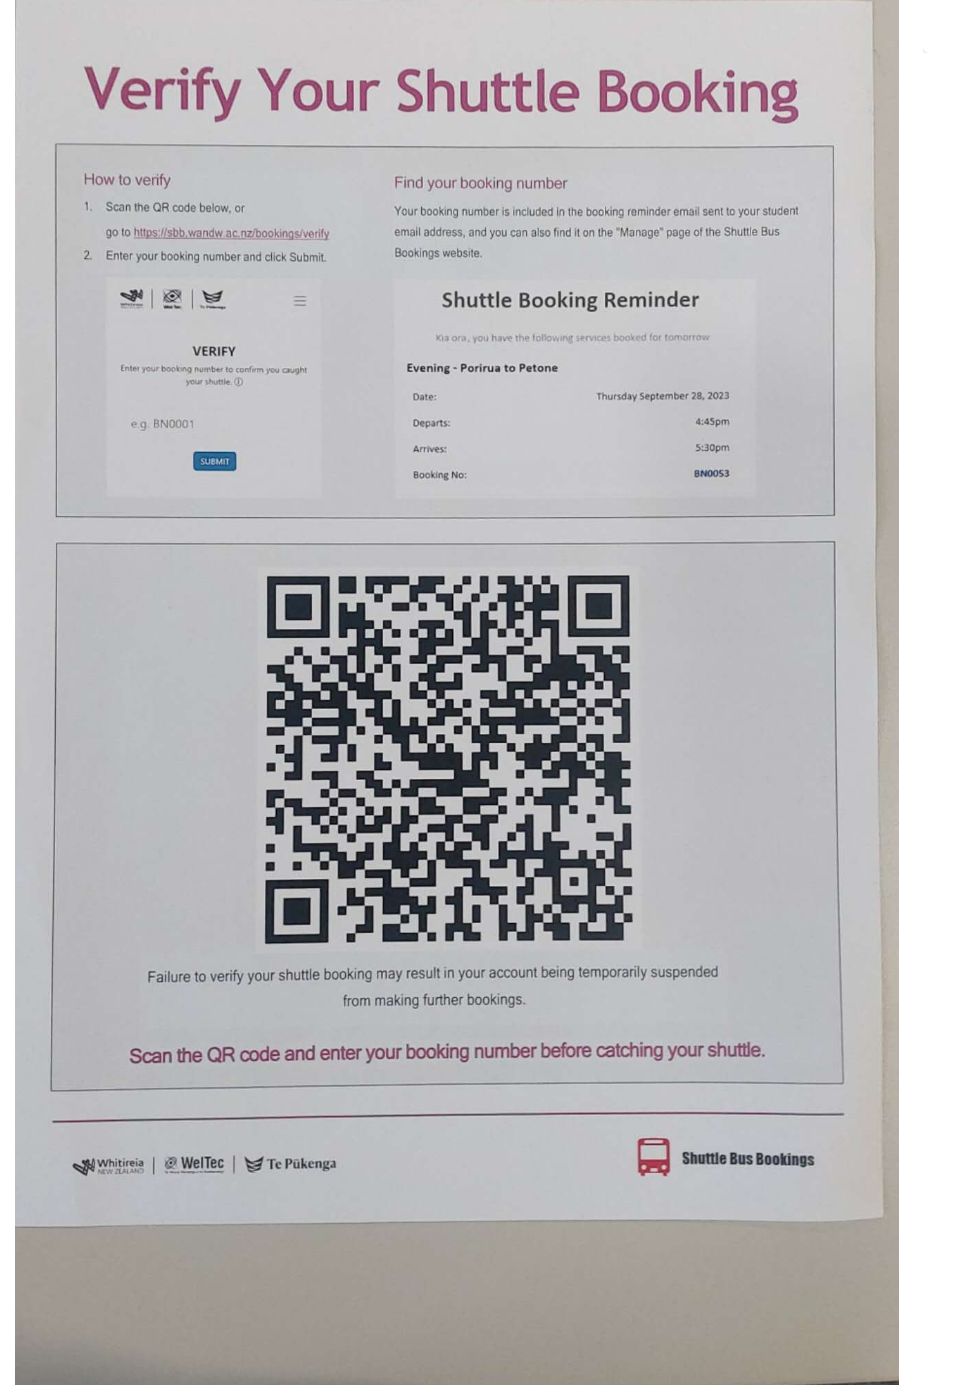 Verify Your Shuttle Booking
How to verify
1. Scan the QR code below, or
go to https://sbb.wandw.ac.nz/bookings/verify
2. Enter your booking number and click Submit.
VERIFY
Enter your booking number to confirm you caught
your shuttle.
e.g. BN0001
SUBMIT
Find your booking number
Your booking number is included in the booking reminder email sent to your student
email address, and you can also find it on the "Manage" page of the Shuttle Bus
Bookings website.
Shuttle Booking Reminder
Kia ora, you have the following services booked for tomorrow
Evening - Porirua to Petone
Date: Thursday September 28, 2023
Departs: 4:45pm
Arrives: 5:30pm
Booking No: BN0053
Failure to verify your shuttle booking may result in your account being temporarily suspended
from making further bookings.
Scan the QR code and enter your booking number before catching your shuttle.
Whitireia
NEW ZEALAND
WelTec
Te Pūkenga
Shuttle Bus Bookings